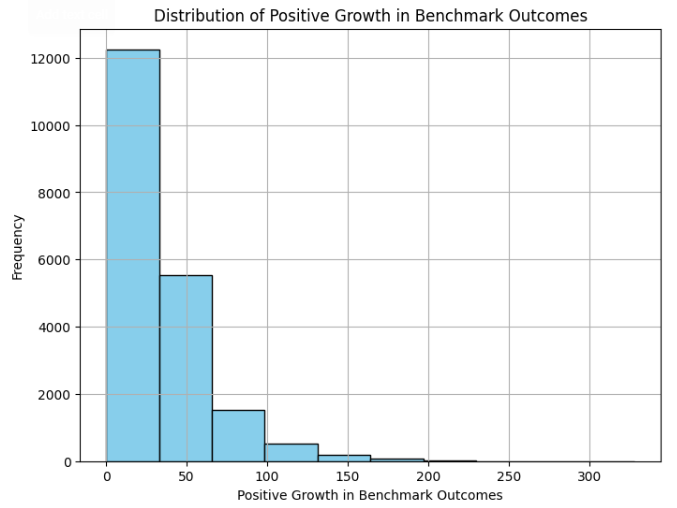 Distribution of Positive Growth in Benchmark Outcomes
12000
10000
8000
6000
4000
2000
0
Frequency
0 50 100 150 200 250 300
Positive Growth in Benchmark Outcomes